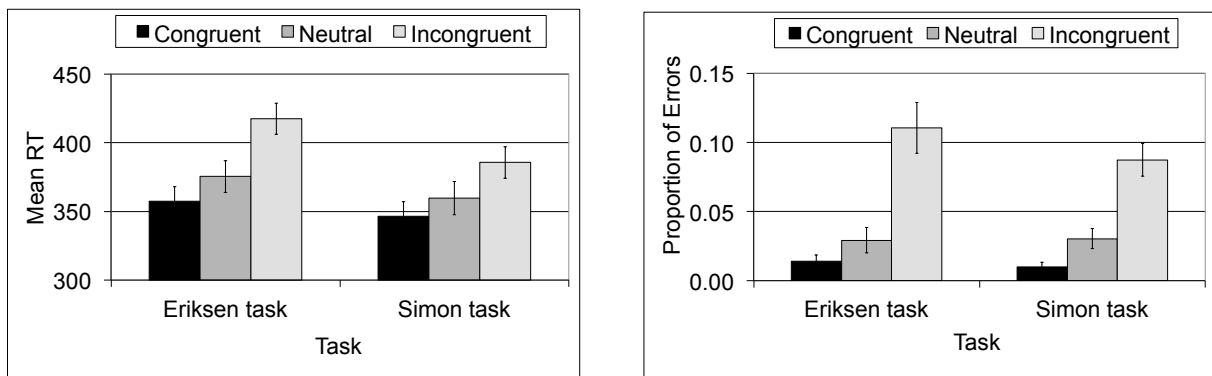 Congruent Neutral Incongruent
450
400
350
300
Mean RT
Eriksen task Simon task
Task
Congruent Neutral Incongruent
0.15
0.10
0.05
0.00
Proportion of Errors
Eriksen task Simon task
Task